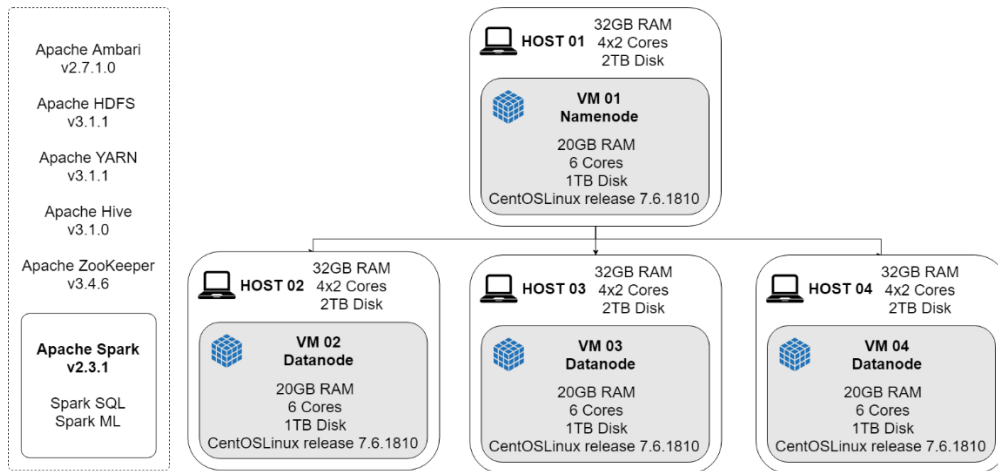 Apache Ambari
v2.7.1.0
Apache HDFS
v3.1.1
Apache YARN
v3.1.1
Apache Hive
v3.1.0
Apache ZooKeeper
v3.4.6
Apache Spark
v2.3.1
Spark SQL
Spark ML
HOST 01
32GB RAM
4x2 Cores
2TB Disk
VM 01
Namenode
20GB RAM
6 Cores
1TB Disk
CentOSLinux release 7.6.1810
HOST 02
32GB RAM
4x2 Cores
2TB Disk
VM 02
Datanode
20GB RAM
6 Cores
1TB Disk
CentOSLinux release 7.6.1810
HOST 03
32GB RAM
4x2 Cores
2TB Disk
VM 03
Datanode
20GB RAM
6 Cores
1TB Disk
CentOSLinux release 7.6.1810
HOST 04
32GB RAM
4x2 Cores
2TB Disk
VM 04
Datanode
20GB RAM
6 Cores
1TB Disk
CentOSLinux release 7.6.1810